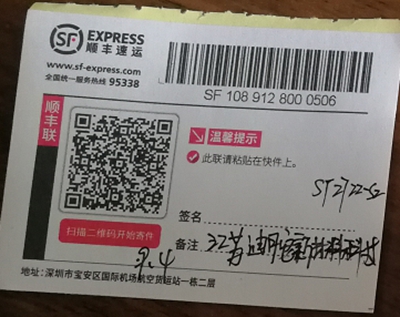 SF EXPRESS
顺丰速运
www.sf-express.com
全国统一服务热线 95338
SF 108 912 800 0506
顺丰联
温馨提示
此联请粘贴在快件上。
扫描二维码开始寄件
签名
备注
9.4
地址:深圳市宝安区国际机场航空货运站一栋二层